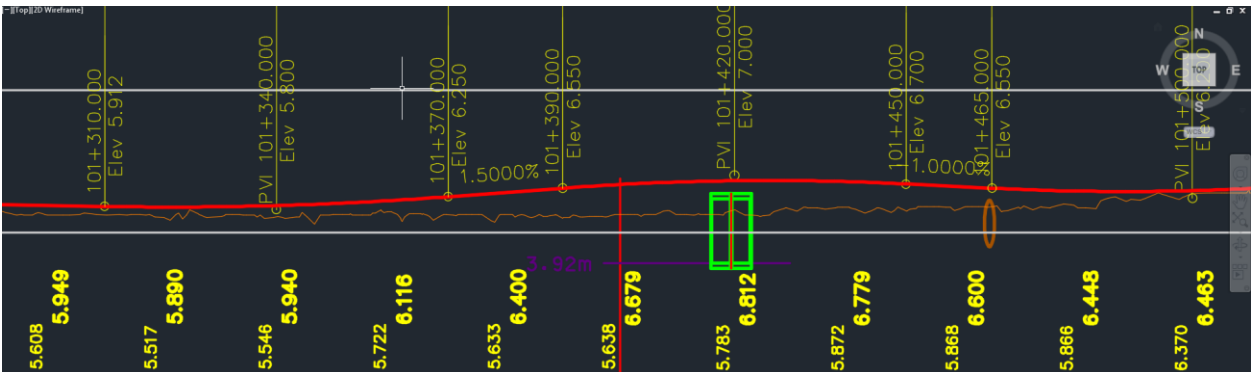 [−][Top][2D Wireframe]
101+310.000
Elev 5.912
PVI 101+340.000
Elev 5.800
101+370.000
Elev 6.250
1.5000%
101+390.000
Elev 6.550
PVI 101+420.000
Elev 7.000
101+450.000
Elev 6.700
-1.0000%
101+465.000
Elev 6.550
PVI
Elev
N
W
TOP
E
S
3.92m
5.608
5.949
5.517
5.890
5.546
5.940
5.722
6.116
5.633
6.400
5.638
6.679
5.783
6.812
5.872
6.779
5.868
6.600
5.866
6.448
6.370
6.463